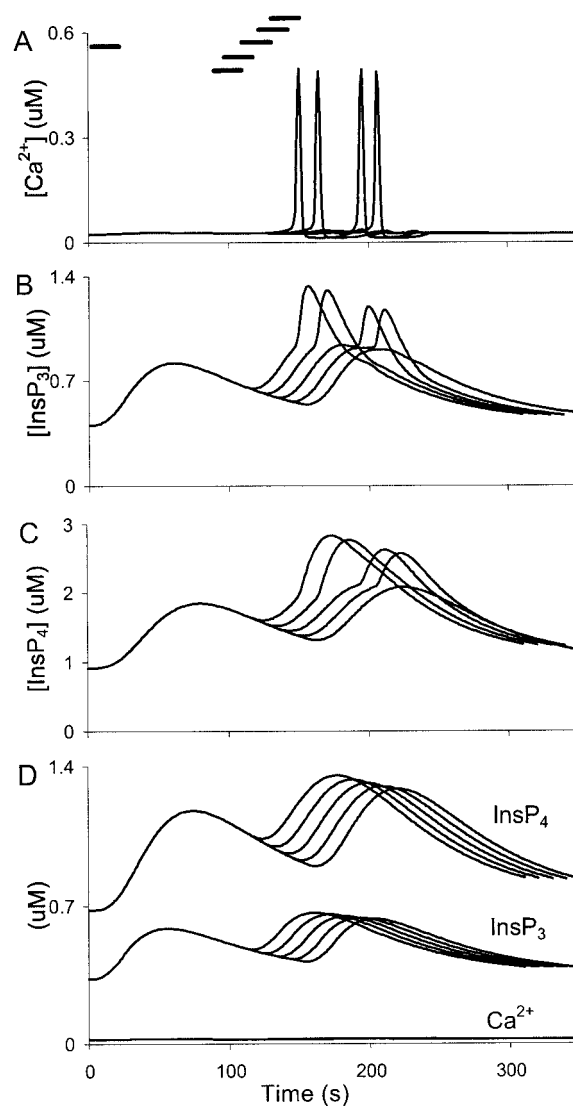 A
0.6
0.3
0
[Ca²⁺] (uM)
B
1.4
0.7
0
[InsP₃] (uM)
C
3
2
1
0
[InsP₄] (uM)
D
1.4
0.7
0
(uM)
InsP₄
InsP₃
Ca²⁺
0 100 200 300
Time (s)